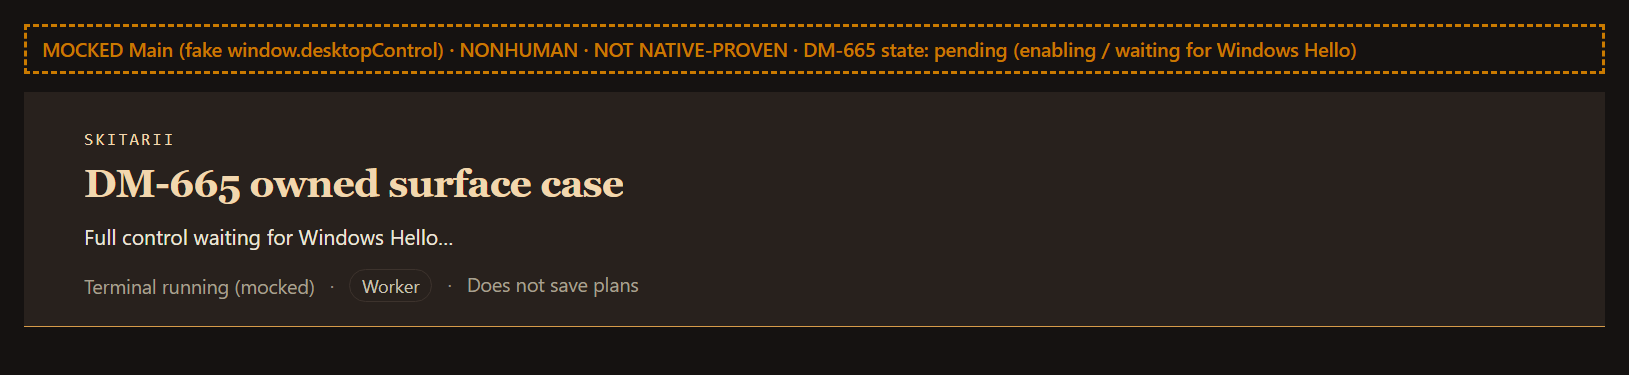 MOCKED Main (fake window.desktopControl) · NONHUMAN · NOT NATIVE-PROVEN · DM-665 state: pending (enabling / waiting for Windows Hello)
SKITARII
DM-665 owned surface case
Full control waiting for Windows Hello…
Terminal running (mocked) · Worker · Does not save plans